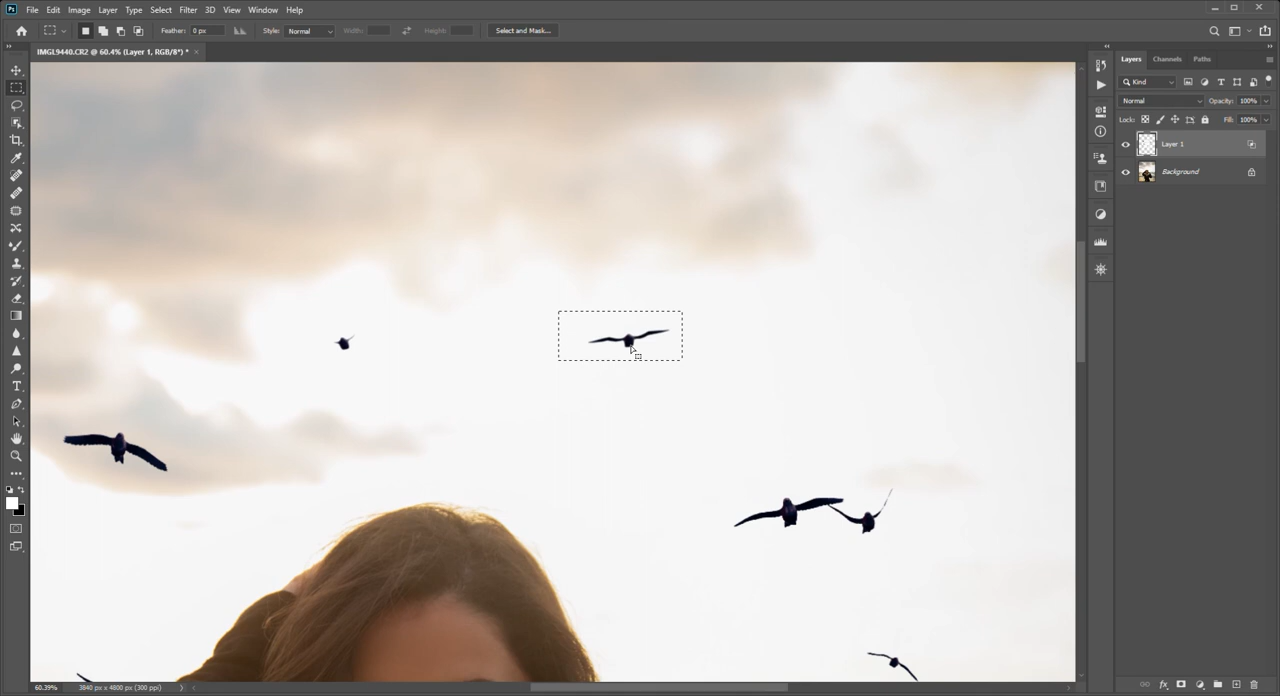 Ps File Edit Image Layer Type Select Filter 3D View Window Help
Feather: 0 px Style: Normal Width: Height: Select and Mask...
IMGL9440.CR2 @ 60.4% (Layer 1, RGB/8*) * ×
Layers Channels Paths
Kind
Normal Opacity: 100%
Lock: Fill: 100%
Layer 1
Background
60.39% 3840 px x 4800 px (300 ppi)